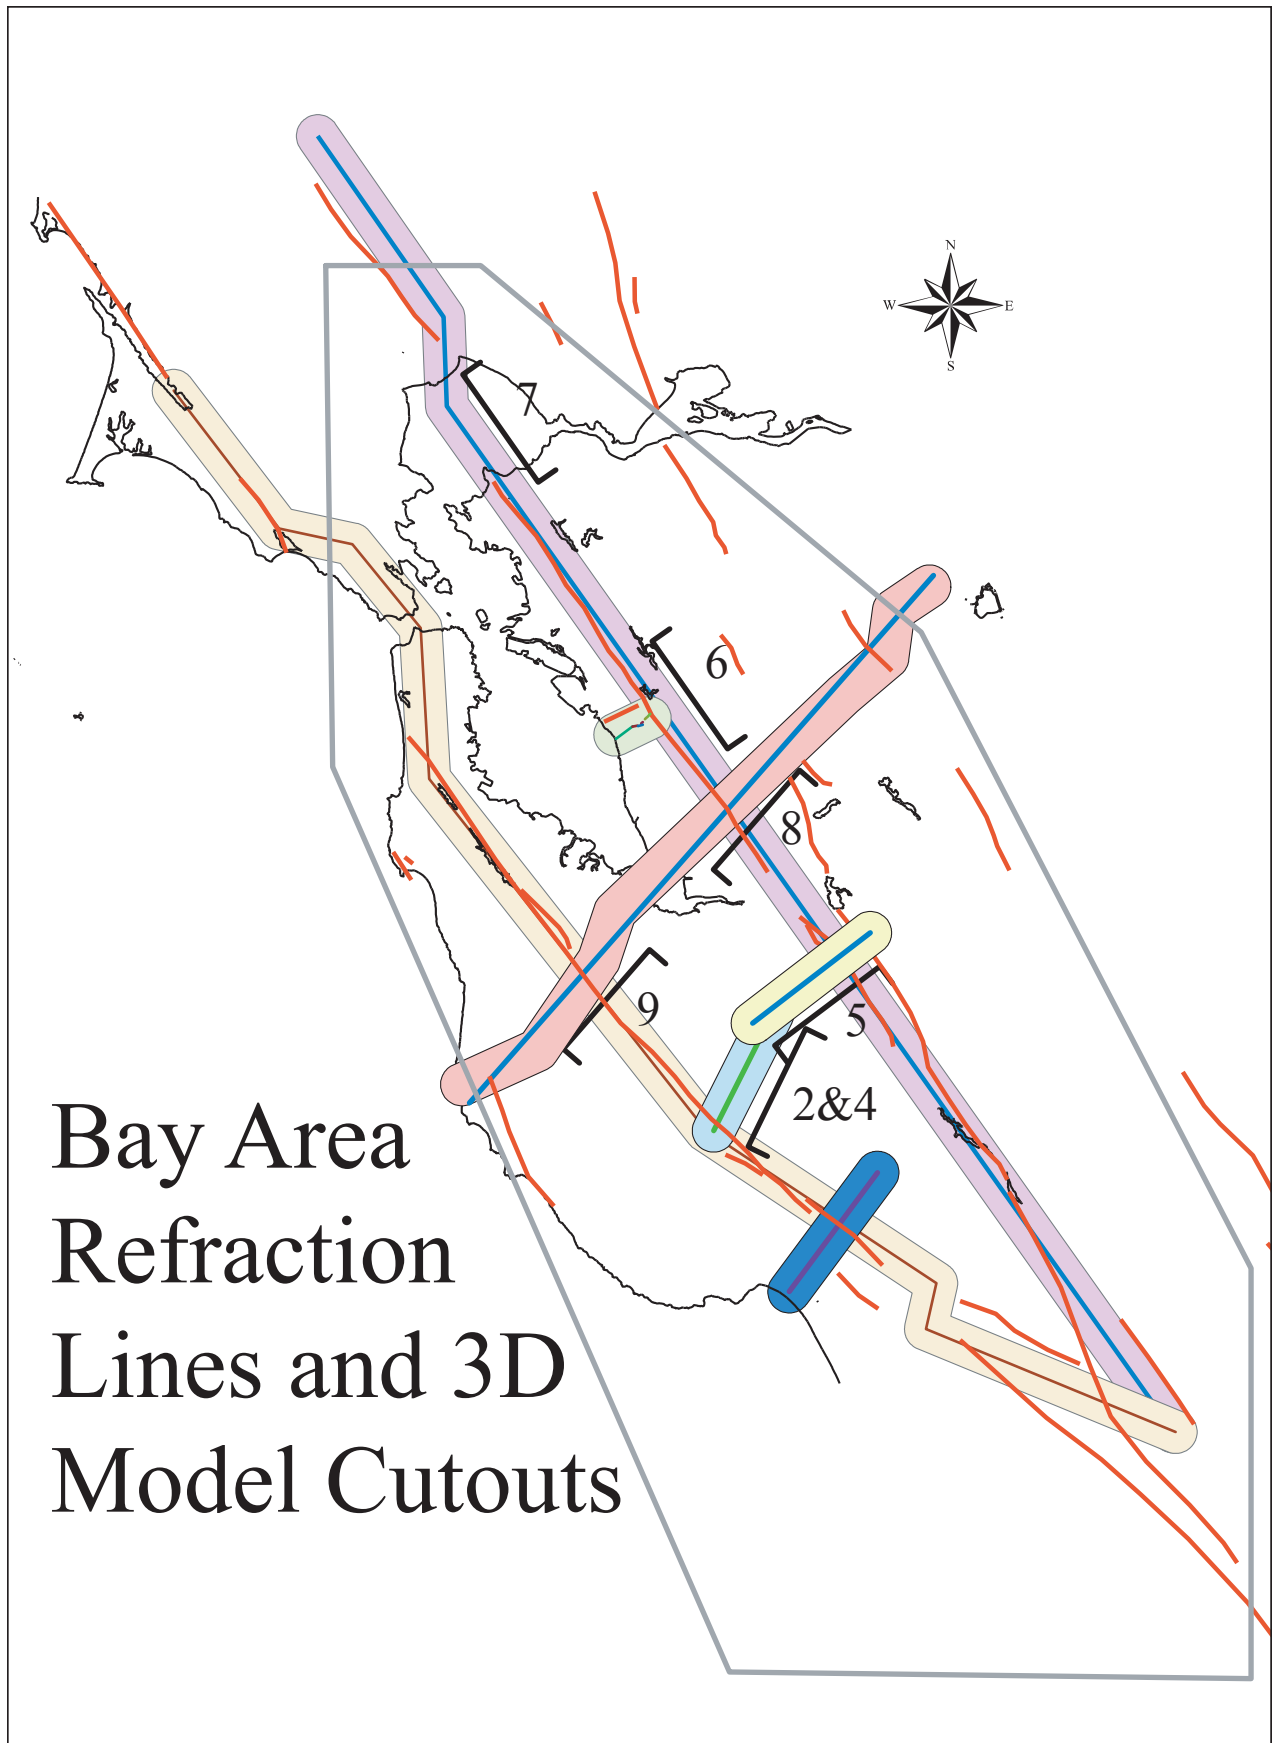 N
W E
S
7
6
8
9
5
2&4
Bay Area
Refraction
Lines and 3D
Model Cutouts